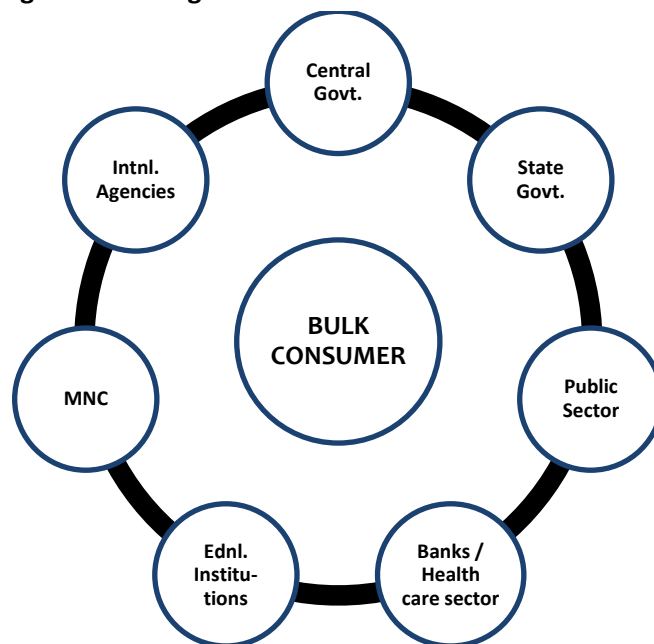 Central
Govt.
State
Govt.
Public
Sector
Banks /
Health
care sector
Ednl.
Institu-
tions
MNC
Intnl.
Agencies
BULK
CONSUMER